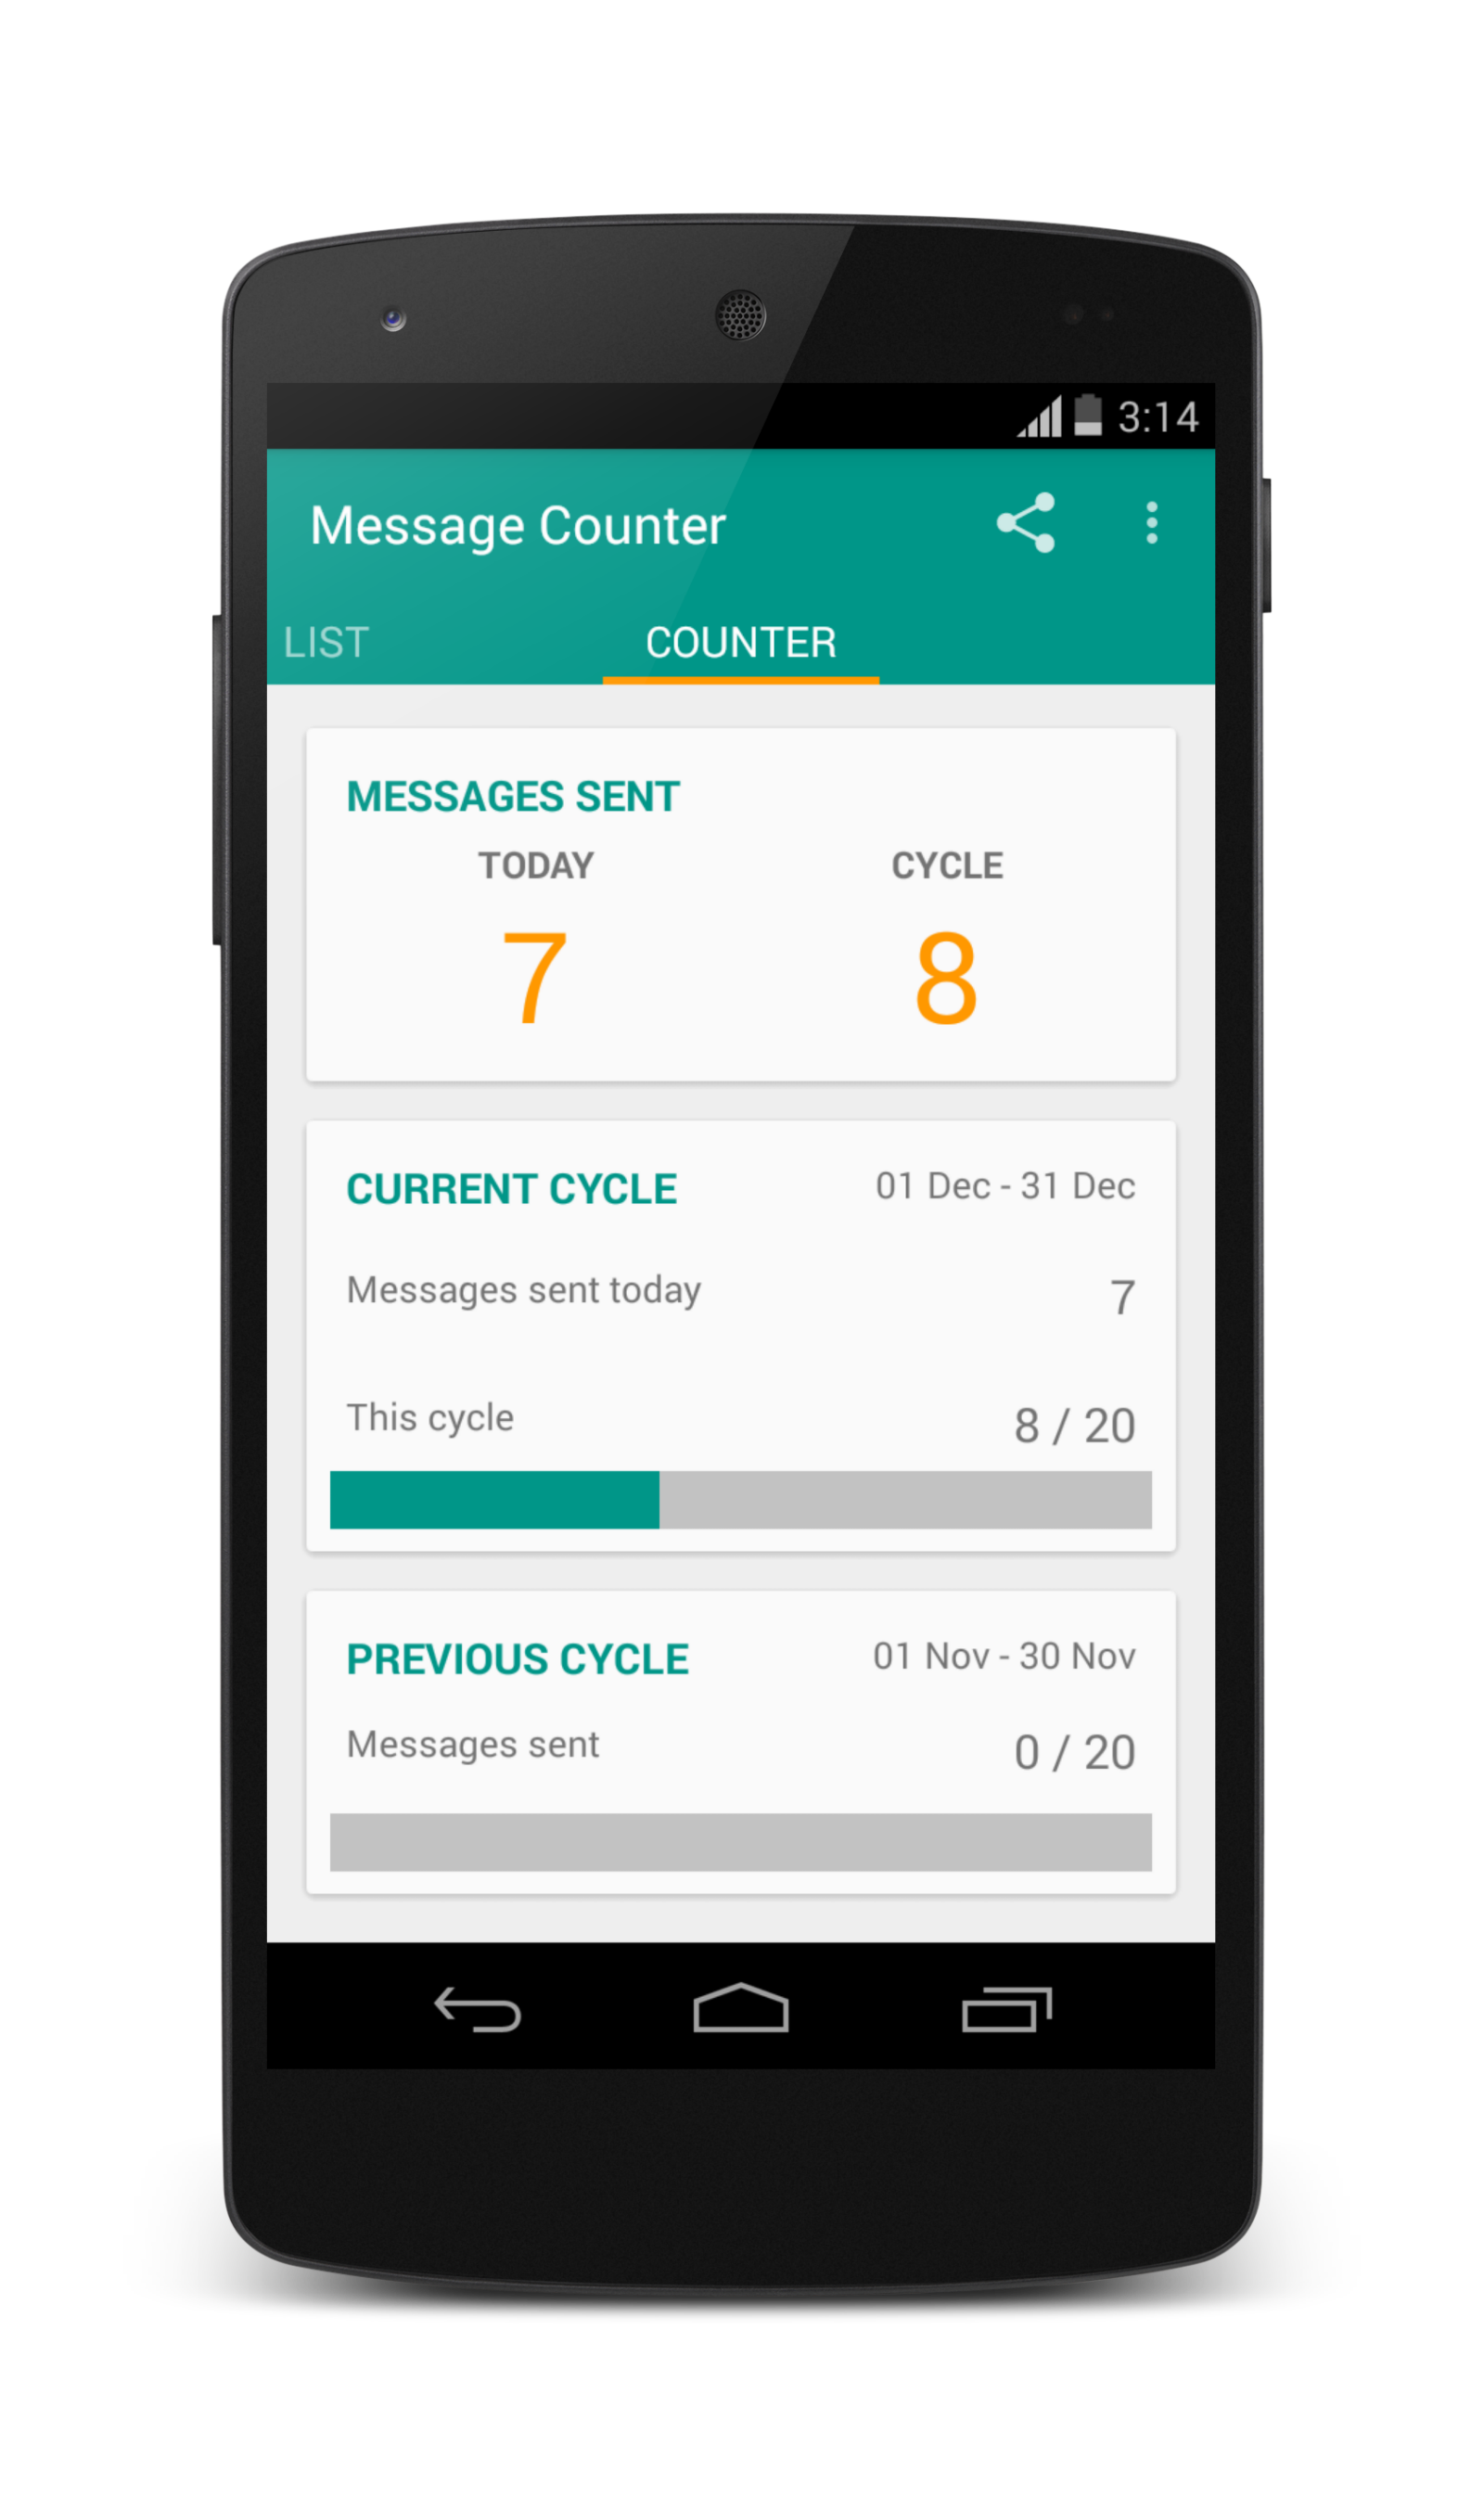 3:14
Message Counter
LIST COUNTER
MESSAGES SENT
TODAY CYCLE
7 8
CURRENT CYCLE 01 Dec - 31 Dec
Messages sent today 7
This cycle 8 / 20
PREVIOUS CYCLE 01 Nov - 30 Nov
Messages sent 0 / 20